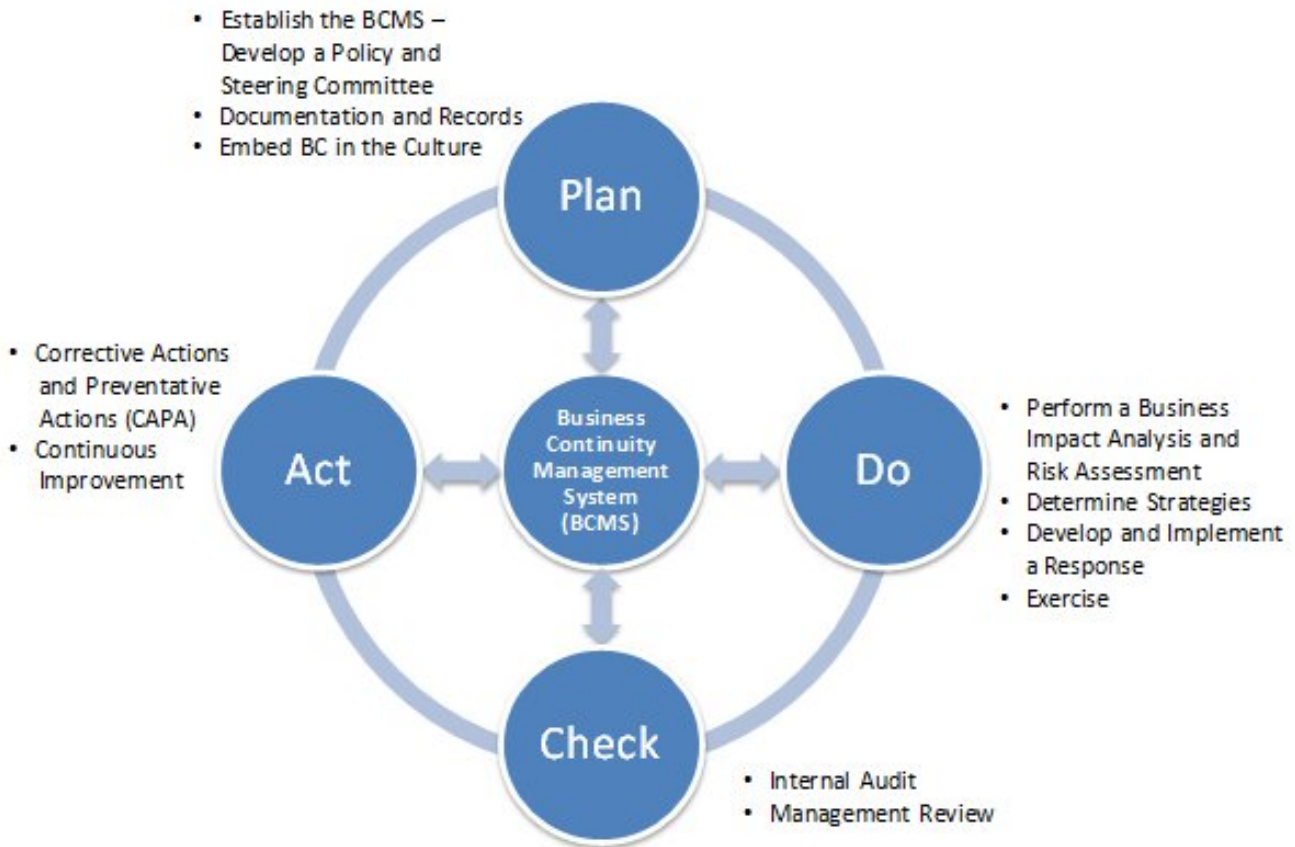 • Establish the BCMS –
Develop a Policy and
Steering Committee
• Documentation and Records
• Embed BC in the Culture
Plan
• Corrective Actions
and Preventative
Actions (CAPA)
• Continuous
Improvement
Act
Business
Continuity
Management
System
(BCMS)
Do
• Perform a Business
Impact Analysis and
Risk Assessment
• Determine Strategies
• Develop and Implement
a Response
• Exercise
Check
• Internal Audit
• Management Review